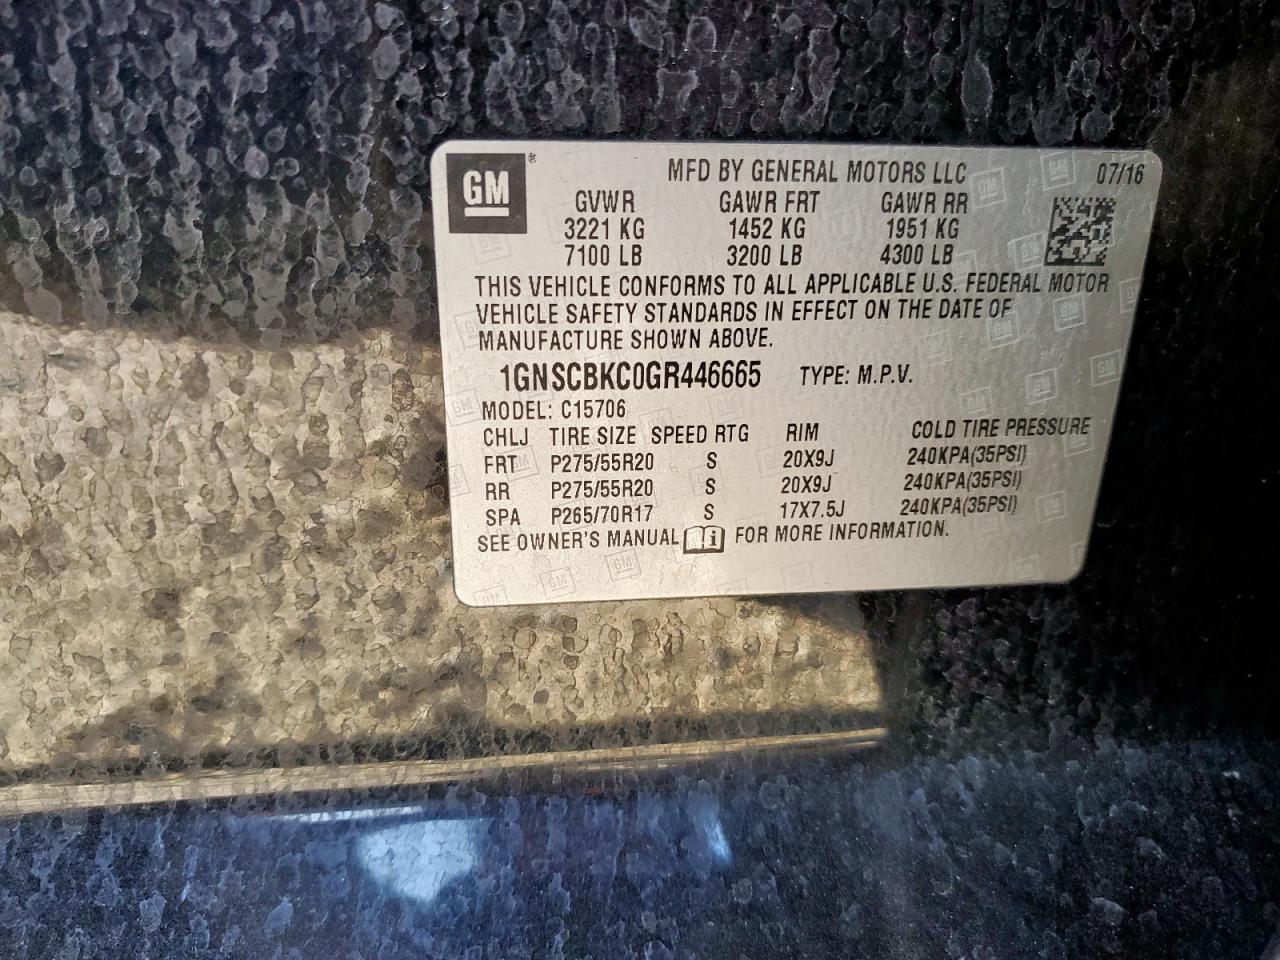 GM
MFD BY GENERAL MOTORS LLC 07/16
GVWR GAWR FRT GAWR RR
3221 KG 1452 KG 1951 KG
7100 LB 3200 LB 4300 LB
THIS VEHICLE CONFORMS TO ALL APPLICABLE U.S. FEDERAL MOTOR
VEHICLE SAFETY STANDARDS IN EFFECT ON THE DATE OF
MANUFACTURE SHOWN ABOVE.
1GNSCBKC0GR446665 TYPE: M.P.V.
MODEL: C15706
CHLJ TIRE SIZE SPEED RTG RIM COLD TIRE PRESSURE
FRT P275/55R20 S 20X9J 240KPA(35PSI)
RR P275/55R20 S 20X9J 240KPA(35PSI)
SPA P265/70R17 S 17X7.5J 240KPA(35PSI)
SEE OWNER'S MANUAL i FOR MORE INFORMATION.